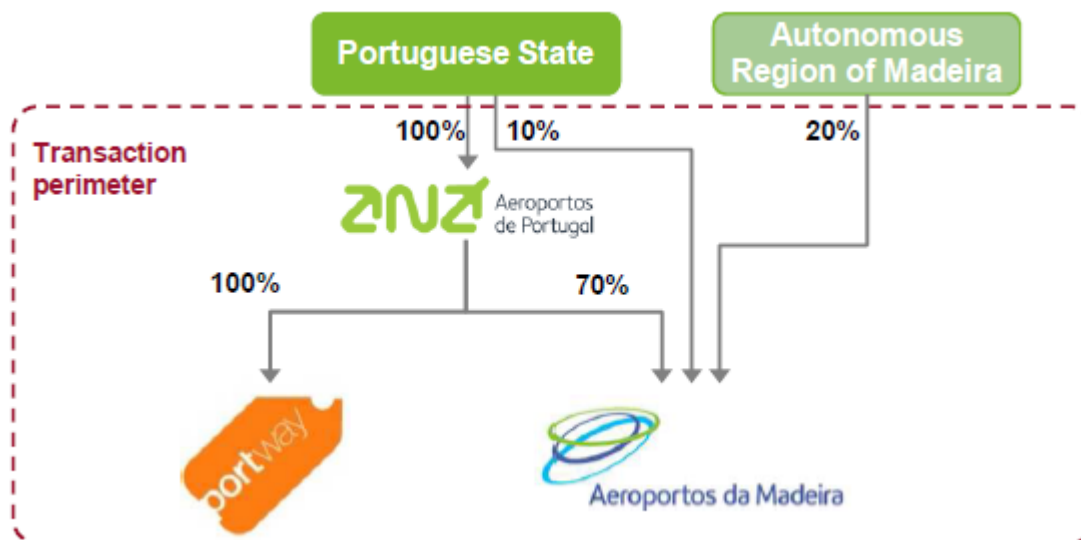 Portuguese State
Autonomous
Region of Madeira
100%
10%
20%
Transaction
perimeter
ana
Aeroportos
de Portugal
100%
70%
portway
Aeroportos da Madeira